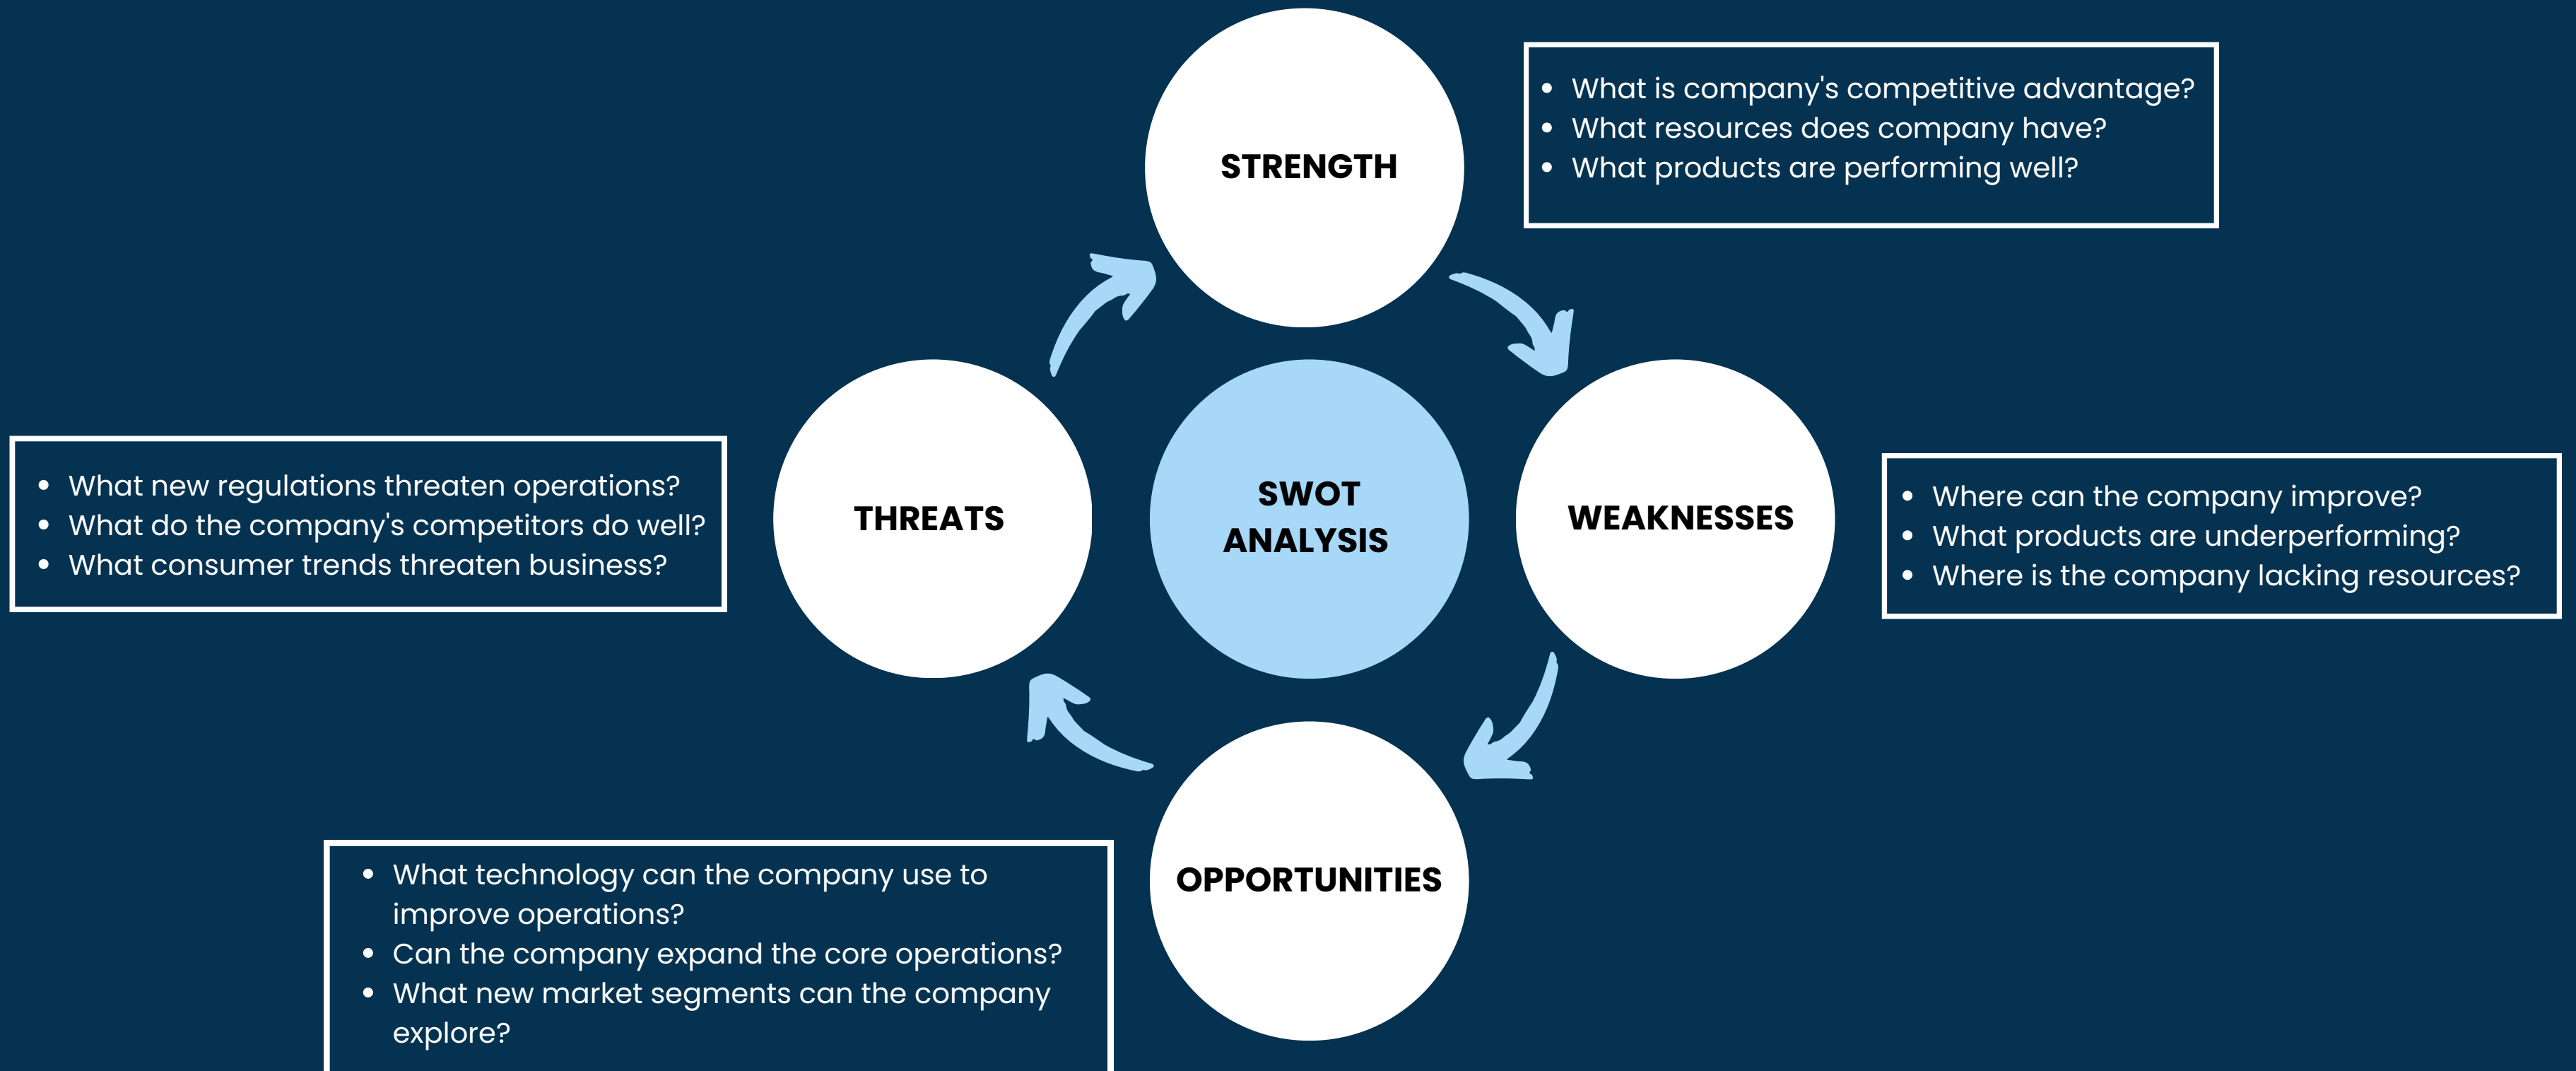 STRENGTH
• What is company's competitive advantage?
• What resources does company have?
• What products are performing well?
THREATS
SWOT
ANALYSIS
WEAKNESSES
• What new regulations threaten operations?
• What do the company's competitors do well?
• What consumer trends threaten business?
• Where can the company improve?
• What products are underperforming?
• Where is the company lacking resources?
OPPORTUNITIES
• What technology can the company use to
improve operations?
• Can the company expand the core operations?
• What new market segments can the company
explore?